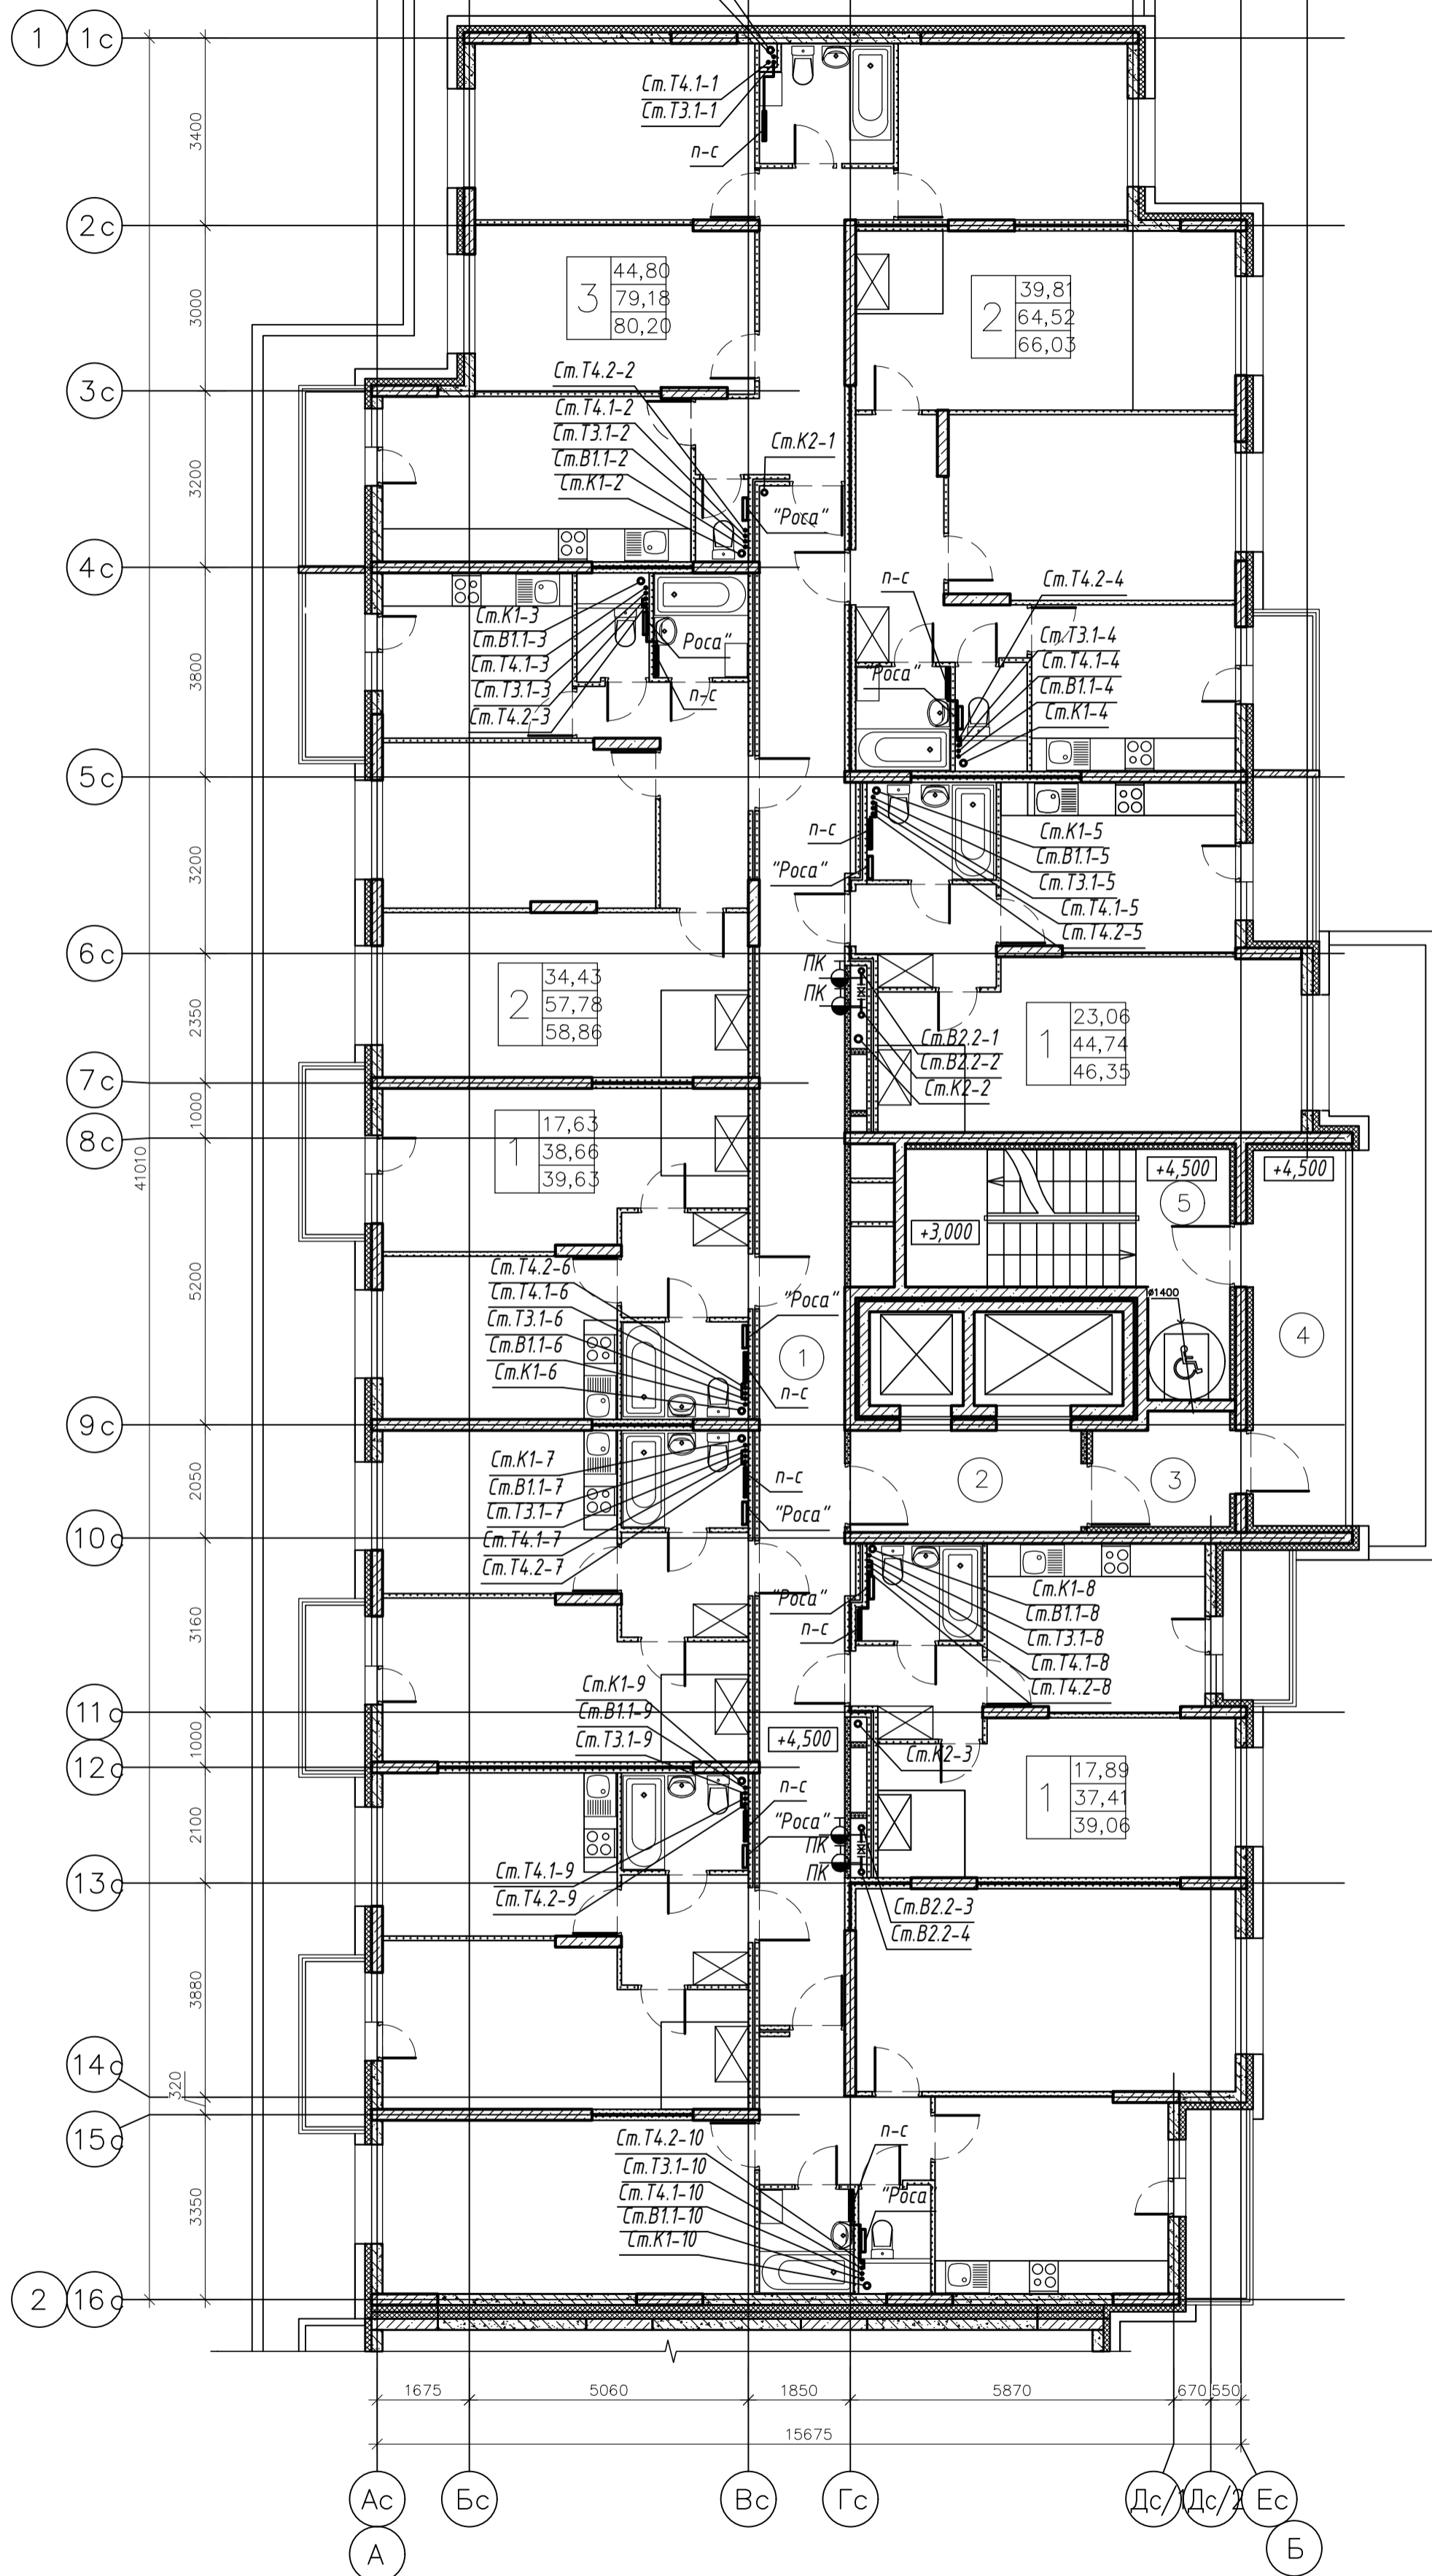 1
1с
Ст.Т4.1-1
Ст.Т3.1-1
п-с
3400
2с
3
44,80
79,18
80,20
2
39,81
64,52
66,03
3000
3с
Ст.Т4.2-2
Ст.Т4.1-2
Ст.Т3.1-2
Ст.В1.1-2
Ст.К1-2
Ст.К2-1
"Роса"
3200
4с
Ст.К1-3
Ст.В1.1-3
Ст.Т4.1-3
Ст.Т3.1-3
Ст.Т4.2-3
Роса"
п-с
п-с
Ст.Т4.2-4
Ст.Т3.1-4
Ст.Т4.1-4
Ст.В1.1-4
Ст.К1-4
"Роса"
3800
5с
п-с
"Роса"
Ст.К1-5
Ст.В1.1-5
Ст.Т3.1-5
Ст.Т4.1-5
Ст.Т4.2-5
3200
6с
ПК
ПК
2
34,43
57,78
58,86
Ст.В2.2-1
Ст.В2.2-2
Ст.К2-2
1
23,06
44,74
46,35
2350
7с
1000
8с
41010
1
17,63
38,66
39,63
+4,500
+4,500
5
+3,000
ø1400
5200
Ст.Т4.2-6
Ст.Т4.1-6
Ст.Т3.1-6
Ст.В1.1-6
Ст.К1-6
"Роса"
1
п-с
4
9с
Ст.К1-7
Ст.В1.1-7
Ст.Т3.1-7
Ст.Т4.1-7
Ст.Т4.2-7
п-с
"Роса"
2
3
2050
10с
"Роса"
п-с
Ст.К1-8
Ст.В1.1-8
Ст.Т3.1-8
Ст.Т4.1-8
Ст.Т4.2-8
3160
11с
Ст.К1-9
Ст.В1.1-9
Ст.Т3.1-9
+4,500
Ст.К2-3
1000
12с
п-с
"Роса"
ПК
ПК
1
17,89
37,41
39,06
2100
Ст.Т4.1-9
Ст.Т4.2-9
13с
Ст.В2.2-3
Ст.В2.2-4
3880
14с
320
15с
Ст.Т4.2-10
Ст.Т3.1-10
Ст.Т4.1-10
Ст.В1.1-10
Ст.К1-10
п-с
"Роса
3350
2
16с
1675
5060
1850
5870
670
550
15675
Ас
Бс
Вс
Гс
Дс/1
Дс/2
Ес
А
Б